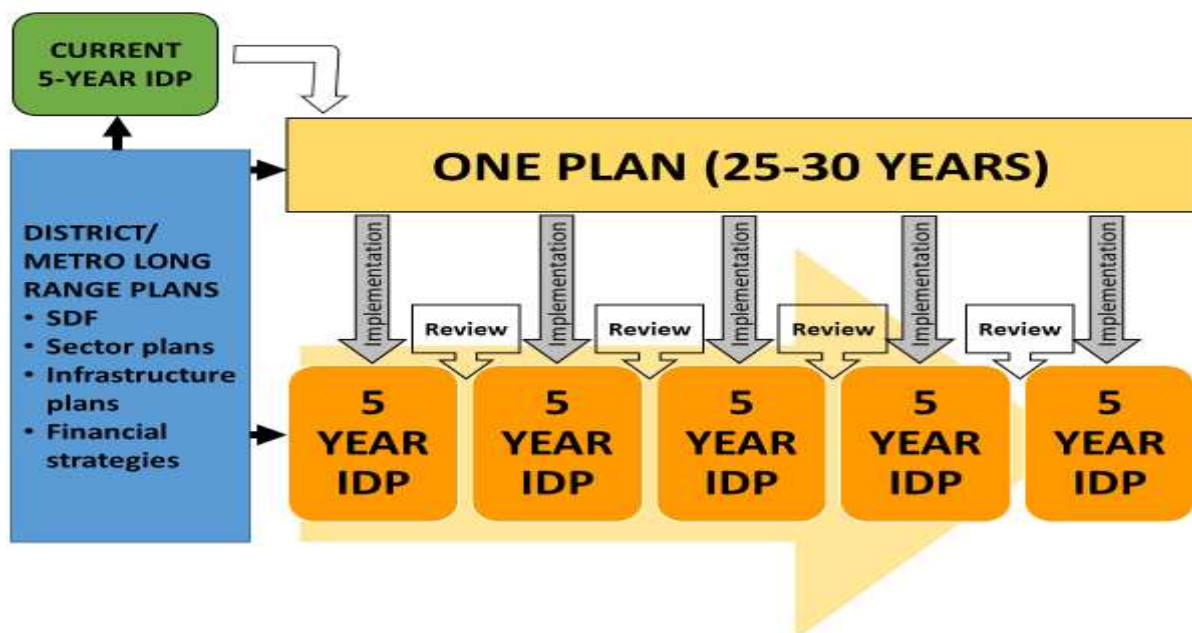 CURRENT
5-YEAR IDP
ONE PLAN (25-30 YEARS)
DISTRICT/
METRO LONG
RANGE PLANS
• SDF
• Sector plans
• Infrastructure
plans
• Financial
strategies
Implementation
Implementation
Implementation
Implementation
Implementation
Review
Review
Review
Review
5
YEAR
IDP
5
YEAR
IDP
5
YEAR
IDP
5
YEAR
IDP
5
YEAR
IDP